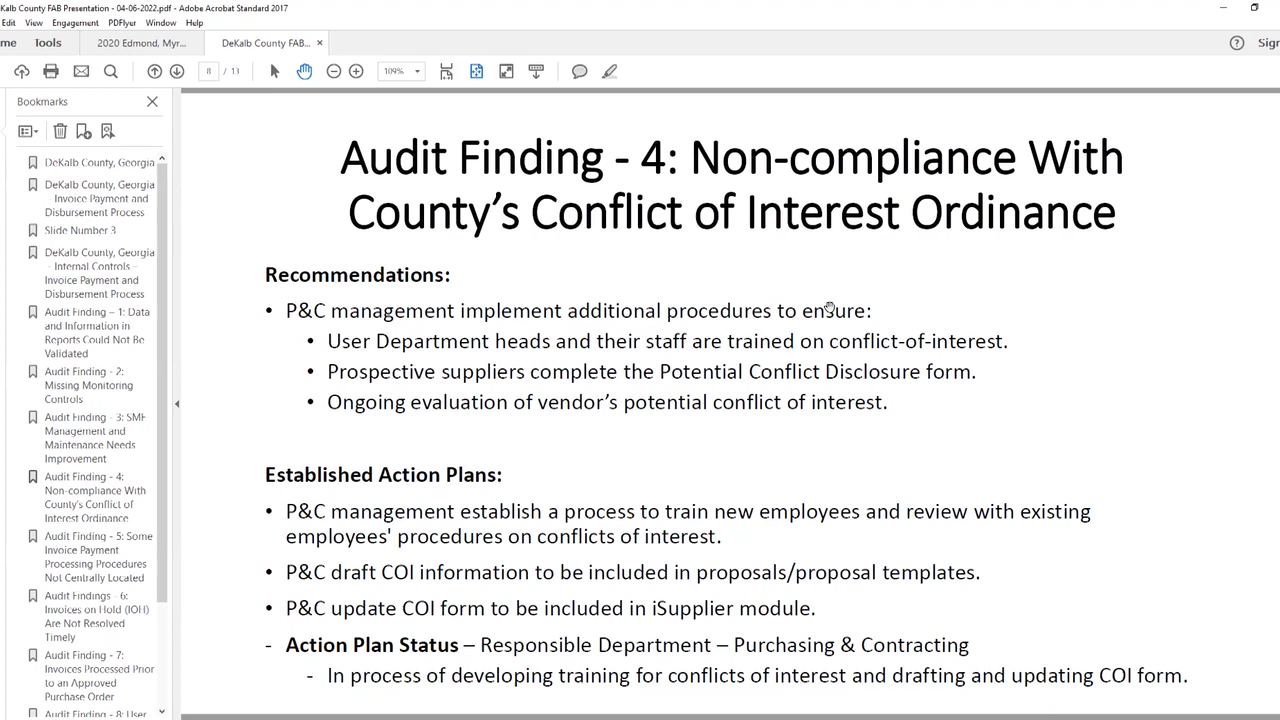 Kalb County FAB Presentation - 04-06-2022.pdf - Adobe Acrobat Standard 2017
Edit View Engagement PDFlyer Window Help
me Tools 2020 Edmond, Myr... DeKalb County FAB... × Sign
8 / 13 109%
Bookmarks
DeKalb County, Georgia
DeKalb County, Georgia
- Invoice Payment and
Disbursement Process
Slide Number 3
DeKalb County, Georgia
- Internal Controls –
Invoice Payment and
Disbursement Process
Audit Finding – 1: Data
and Information in
Reports Could Not Be
Validated
Audit Finding - 2:
Missing Monitoring
Controls
Audit Finding - 3: SMF
Management and
Maintenance Needs
Improvement
Audit Finding - 4:
Non-compliance With
County's Conflict of
Interest Ordinance
Audit Finding - 5: Some
Invoice Payment
Processing Procedures
Not Centrally Located
Audit Findings - 6:
Invoices on Hold (IOH)
Are Not Resolved
Timely
Audit Finding - 7:
Invoices Processed Prior
to an Approved
Purchase Order
Audit Finding - 8: User
Audit Finding - 4: Non-compliance With
County's Conflict of Interest Ordinance
Recommendations:
• P&C management implement additional procedures to ensure:
• User Department heads and their staff are trained on conflict-of-interest.
• Prospective suppliers complete the Potential Conflict Disclosure form.
• Ongoing evaluation of vendor's potential conflict of interest.
Established Action Plans:
• P&C management establish a process to train new employees and review with existing
employees' procedures on conflicts of interest.
• P&C draft COI information to be included in proposals/proposal templates.
• P&C update COI form to be included in iSupplier module.
- Action Plan Status – Responsible Department – Purchasing & Contracting
- In process of developing training for conflicts of interest and drafting and updating COI form.